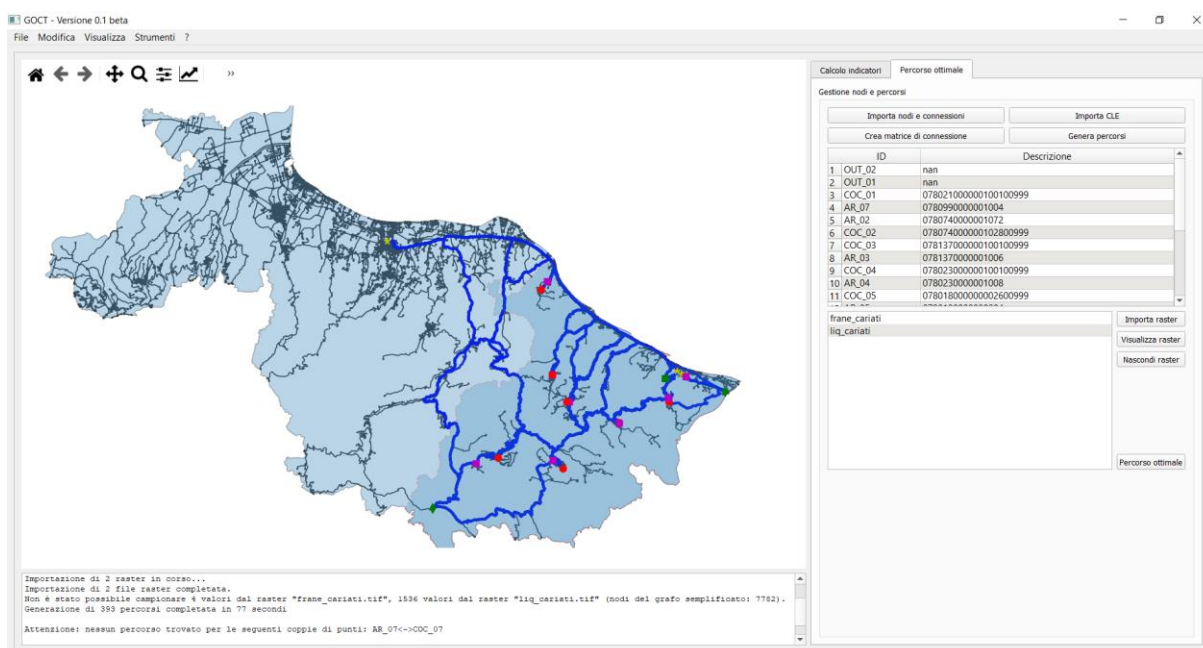 GOCT - Versione 0.1 beta
File Modifica Visualizza Strumenti ?
»
Calcolo indicatori Percorso ottimale
Gestione nodi e percorsi
Importa nodi e connessioni Importa CLE
Crea matrice di connessione Genera percorsi
ID Descrizione
1 OUT_02 nan
2 OUT_01 nan
3 COC_01 078021000000100100999
4 AR_07 0780990000001004
5 AR_02 0780740000001072
6 COC_02 078074000000102800999
7 COC_03 078137000000100100999
8 AR_03 0781370000001006
9 COC_04 078023000000100100999
10 AR_04 0780230000001008
11 COC_05 078018000000002600999
frane_cariati
liq_cariati
Importa raster
Visualizza raster
Nascondi raster
Percorso ottimale
Importazione di 2 raster in corso...
Importazione di 2 file raster completata.
Non è stato possibile campionare 4 valori dal raster "frane_cariati.tif", 1536 valori dal raster "liq_cariati.tif" (nodi del grafo semplificato: 7782).
Generazione di 393 percorsi completata in 77 secondi
Attenzione: nessun percorso trovato per le seguenti coppie di punti: AR_07<->COC_07